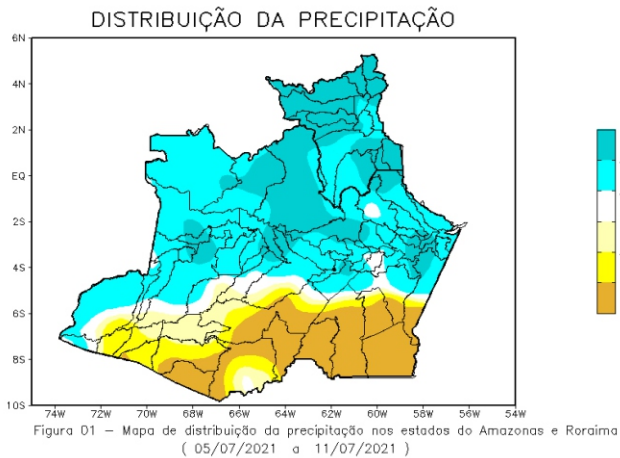 DISTRIBUIÇÃO DA PRECIPITAÇÃO
6N
4N
2N
EQ
2S
4S
6S
8S
10S
74W 72W 70W 68W 66W 64W 62W 60W 58W 56W 54W
Figura 01 – Mapa de distribuição da precipitação nos estados do Amazonas e Roraima
( 05/07/2021 a 11/07/2021 )